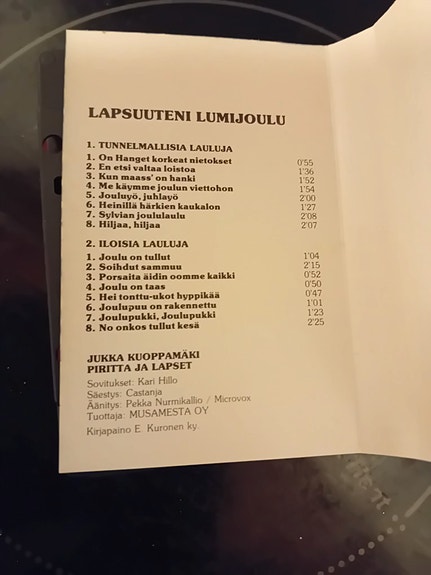 LAPSUUTENI LUMIJOULU
1. TUNNELMALLISIA LAULUJA
1. On Hanget korkeat nietokset 0'55
2. En etsi valtaa loistoa 1'36
3. Kun maass' on hanki 1'52
4. Me käymme joulun viettohon 1'54
5. Jouluyö, juhlayö 2'00
6. Heinillä härkien kaukalon 1'27
7. Sylvian joululaulu 2'08
8. Hiljaa, hiljaa 2'07
2. ILOISIA LAULUJA
1. Joulu on tullut 1'04
2. Soihdut sammuu 2'15
3. Porsaita äidin oomme kaikki 0'52
4. Joulu on taas 0'50
5. Hei tonttu-ukot hyppikää 0'47
6. Joulupuu on rakennettu 1'01
7. Joulupukki, Joulupukki 1'23
8. No onkos tullut kesä 2'25
JUKKA KUOPPAMÄKI
PIRITTA JA LAPSET
Sovitukset: Kari Hillo
Säestys: Castanja
Äänitys: Pekka Nurmikallio / Microvox
Tuottaja: MUSAMESTA OY
Kirjapaino E. Kuronen ky.